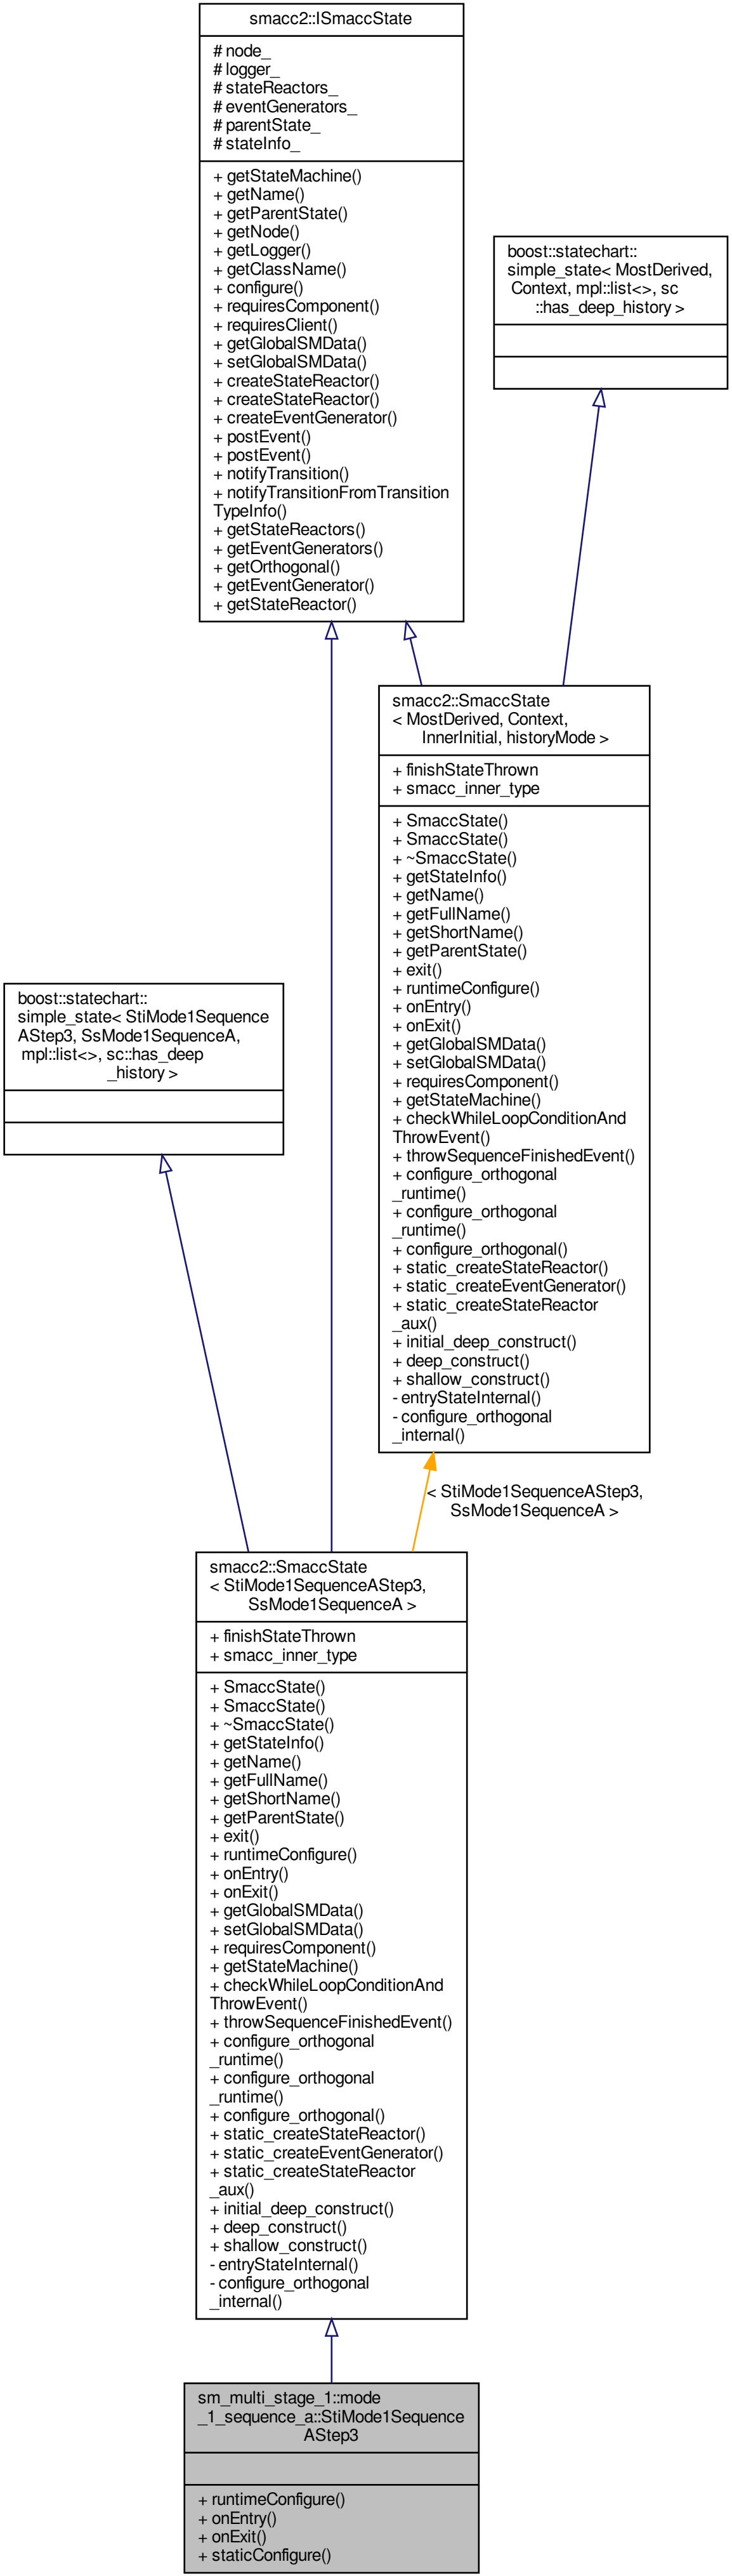 smacc2::ISmaccState
# node_
# logger_
# stateReactors_
# eventGenerators_
# parentState_
# stateInfo_
+ getStateMachine()
+ getName()
+ getParentState()
+ getNode()
+ getLogger()
+ getClassName()
+ configure()
+ requiresComponent()
+ requiresClient()
+ getGlobalSMData()
+ setGlobalSMData()
+ createStateReactor()
+ createStateReactor()
+ createEventGenerator()
+ postEvent()
+ postEvent()
+ notifyTransition()
+ notifyTransitionFromTransition
TypeInfo()
+ getStateReactors()
+ getEventGenerators()
+ getOrthogonal()
+ getEventGenerator()
+ getStateReactor()
boost::statechart::
simple_state< MostDerived,
Context, mpl::list<>, sc
::has_deep_history >
smacc2::SmaccState
< MostDerived, Context,
InnerInitial, historyMode >
+ finishStateThrown
+ smacc_inner_type
+ SmaccState()
+ SmaccState()
+ ~SmaccState()
+ getStateInfo()
+ getName()
+ getFullName()
+ getShortName()
+ getParentState()
+ exit()
+ runtimeConfigure()
+ onEntry()
+ onExit()
+ getGlobalSMData()
+ setGlobalSMData()
+ requiresComponent()
+ getStateMachine()
+ checkWhileLoopConditionAnd
ThrowEvent()
+ throwSequenceFinishedEvent()
+ configure_orthogonal
_runtime()
+ configure_orthogonal
_runtime()
+ configure_orthogonal()
+ static_createStateReactor()
+ static_createEventGenerator()
+ static_createStateReactor
_aux()
+ initial_deep_construct()
+ deep_construct()
+ shallow_construct()
- entryStateInternal()
- configure_orthogonal
_internal()
boost::statechart::
simple_state< StiMode1Sequence
AStep3, SsMode1SequenceA,
mpl::list<>, sc::has_deep
_history >
< StiMode1SequenceAStep3,
SsMode1SequenceA >
smacc2::SmaccState
< StiMode1SequenceAStep3,
SsMode1SequenceA >
+ finishStateThrown
+ smacc_inner_type
+ SmaccState()
+ SmaccState()
+ ~SmaccState()
+ getStateInfo()
+ getName()
+ getFullName()
+ getShortName()
+ getParentState()
+ exit()
+ runtimeConfigure()
+ onEntry()
+ onExit()
+ getGlobalSMData()
+ setGlobalSMData()
+ requiresComponent()
+ getStateMachine()
+ checkWhileLoopConditionAnd
ThrowEvent()
+ throwSequenceFinishedEvent()
+ configure_orthogonal
_runtime()
+ configure_orthogonal
_runtime()
+ configure_orthogonal()
+ static_createStateReactor()
+ static_createEventGenerator()
+ static_createStateReactor
_aux()
+ initial_deep_construct()
+ deep_construct()
+ shallow_construct()
- entryStateInternal()
- configure_orthogonal
_internal()
sm_multi_stage_1::mode
_1_sequence_a::StiMode1Sequence
AStep3
+ runtimeConfigure()
+ onEntry()
+ onExit()
+ staticConfigure()